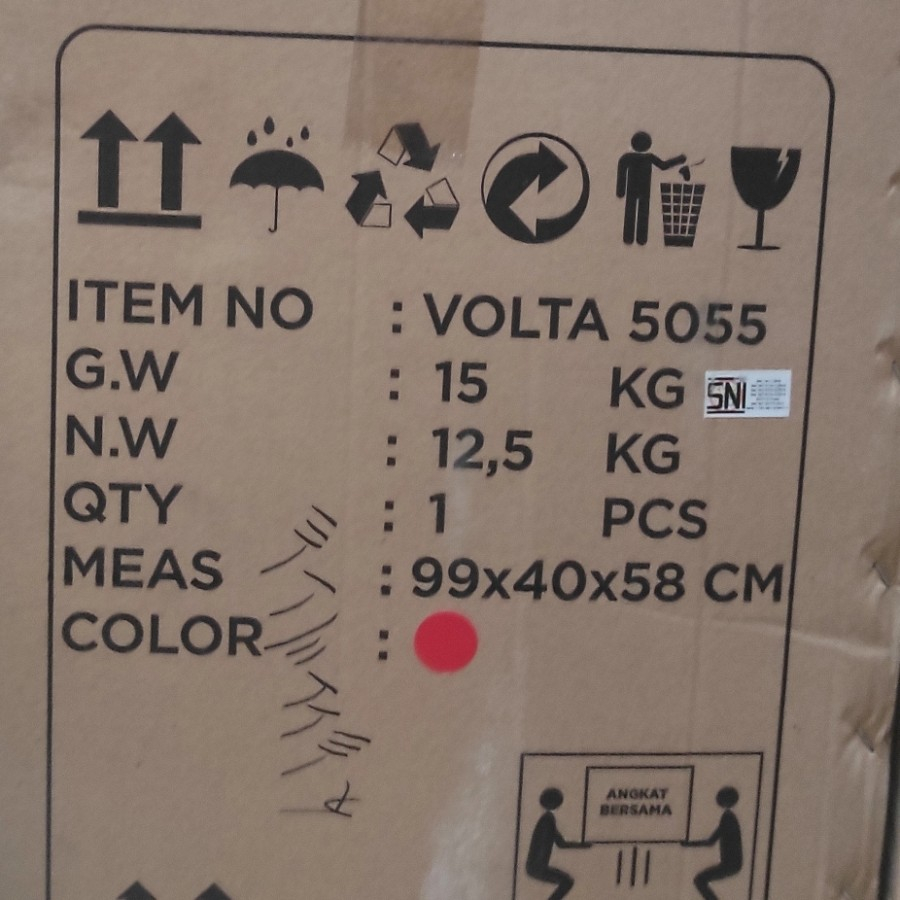 ITEM NO : VOLTA 5055
G.W : 15 KG
SNI
N.W : 12,5 KG
QTY : 1 PCS
MEAS : 99x40x58 CM
COLOR :
ANGKAT
BERSAMA